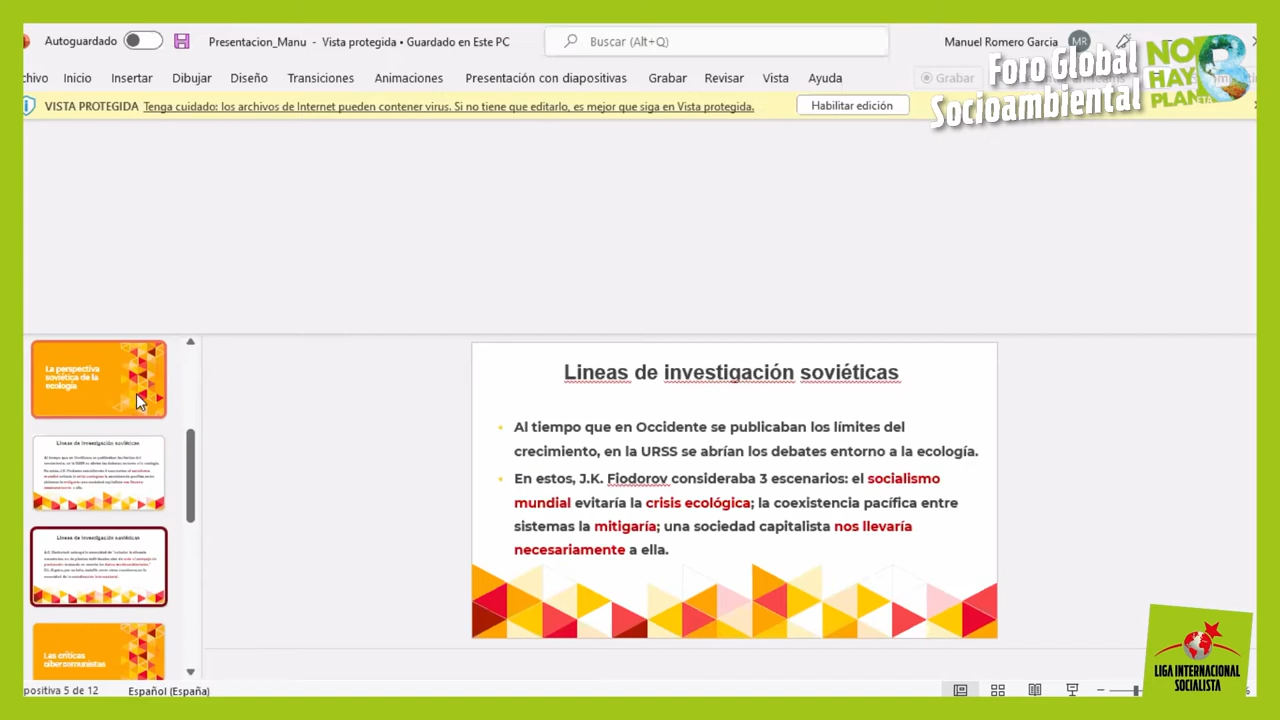 Autoguardado
Presentacion_Manu - Vista protegida • Guardado en Este PC
Buscar (Alt+Q)
Manuel Romero Garcia MR
chivo Inicio Insertar Dibujar Diseño Transiciones Animaciones Presentación con diapositivas Grabar Revisar Vista Ayuda
Grabar
Foro Global
Socioambiental
NO
HAY
PLANETA
B
VISTA PROTEGIDA Tenga cuidado: los archivos de Internet pueden contener virus. Si no tiene que editarlo, es mejor que siga en Vista protegida.
Habilitar edición
La perspectiva
soviética de la
ecología
Lineas de investigación soviéticas
Lineas de investigación soviéticas
Las críticas
cibercomunistas
Lineas de investigación soviéticas
Al tiempo que en Occidente se publicaban los límites del
crecimiento, en la URSS se abrían los debates entorno a la ecología.
En estos, J.K. Fiodorov consideraba 3 escenarios: el socialismo
mundial evitaría la crisis ecológica; la coexistencia pacífica entre
sistemas la mitigaría; una sociedad capitalista nos llevaría
necesariamente a ella.
LIGA INTERNACIONAL
SOCIALISTA
positiva 5 de 12
Español (España)